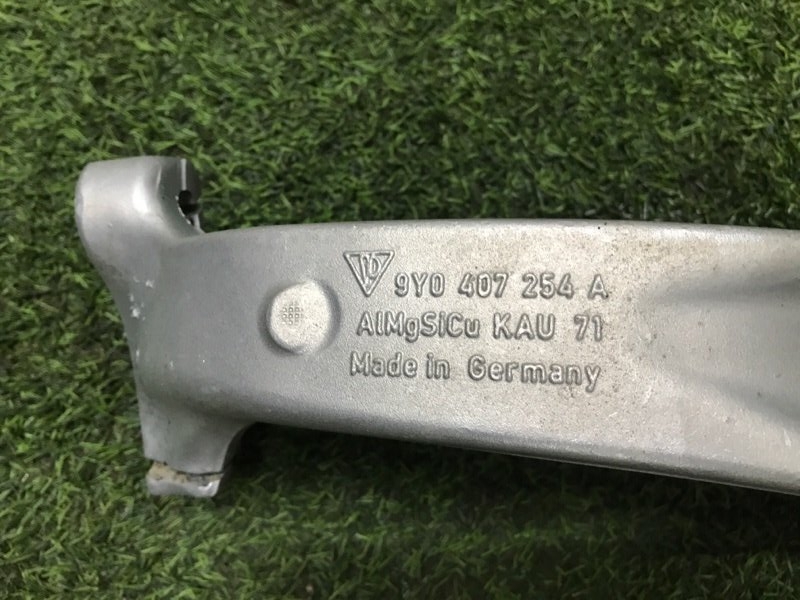 9Y0 407 254 A
AlMgSiCu KAU 71
Made in Germany